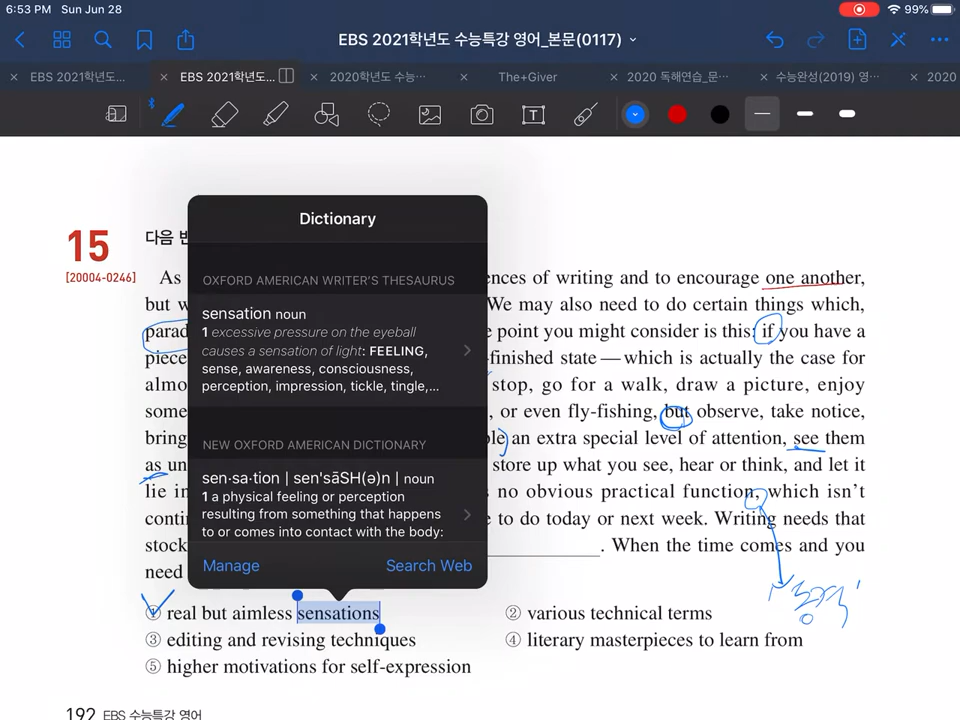 6:53 PM Sun Jun 28 99%
EBS 2021학년도 수능특강 영어_본문(0117)
EBS 2021학년도... EBS 2021학년도... 2020학년도 수능... The+Giver 2020 독해연습_문... 수능완성(2019) 영... 2020
Dictionary
OXFORD AMERICAN WRITER'S THESAURUS
sensation noun
1 excessive pressure on the eyeball
causes a sensation of light: FEELING,
sense, awareness, consciousness,
perception, impression, tickle, tingle,...
NEW OXFORD AMERICAN DICTIONARY
sen·sa·tion | sen'sāSH(ə)n | noun
1 a physical feeling or perception
resulting from something that happens
to or comes into contact with the body:
Manage Search Web
15 다음
[20004-0246] As ences of writing and to encourage one another,
but w We may also need to do certain things which,
parad e point you might consider is this: if you have a
piece -finished state—which is actually the case for
almo stop, go for a walk, draw a picture, enjoy
some , or even fly-fishing, but observe, take notice,
bring ple) an extra special level of attention, see them
as un store up what you see, hear or think, and let it
lie in s no obvious practical function, which isn't
conti e to do today or next week. Writing needs that
stock ____________. When the time comes and you
need
① real but aimless sensations ② various technical terms
③ editing and revising techniques ④ literary masterpieces to learn from
⑤ higher motivations for self-expression
192 EBS 수능특강 영어